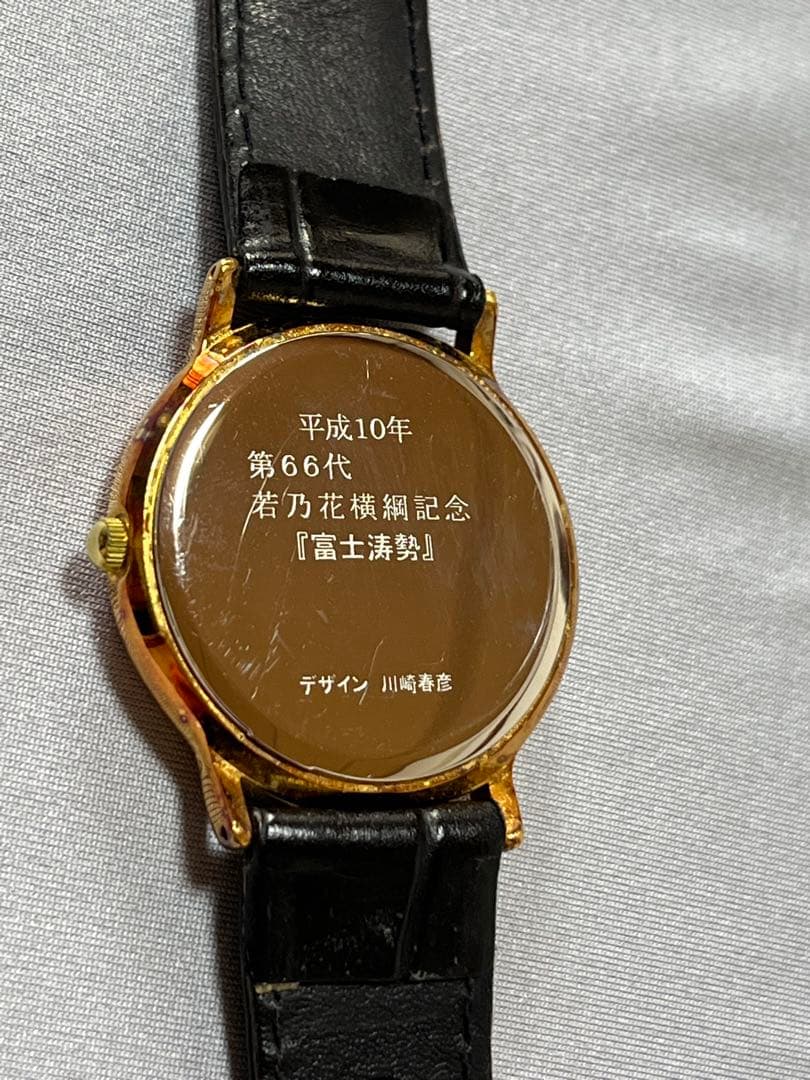 平成10年
第66代
若乃花横綱記念
『富士涛勢』
デザイン 川崎春彦